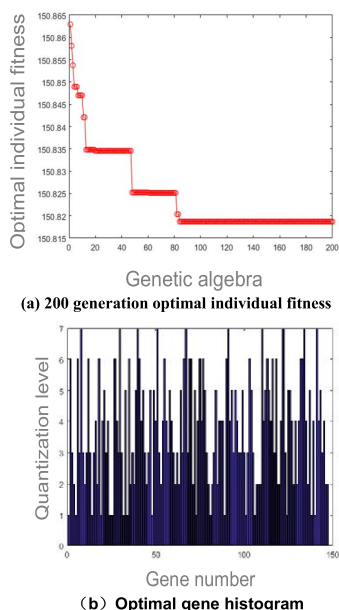 150.865
150.86
150.855
150.85
150.845
150.84
150.835
150.83
150.825
150.82
150.815
0 20 40 60 80 100 120 140 160 180 200
Optimal individual fitness
Genetic algebra
(a) 200 generation optimal individual fitness
7
6
5
4
3
2
1
0
0 50 100 150
Quantization level
Gene number
（b）Optimal gene histogram